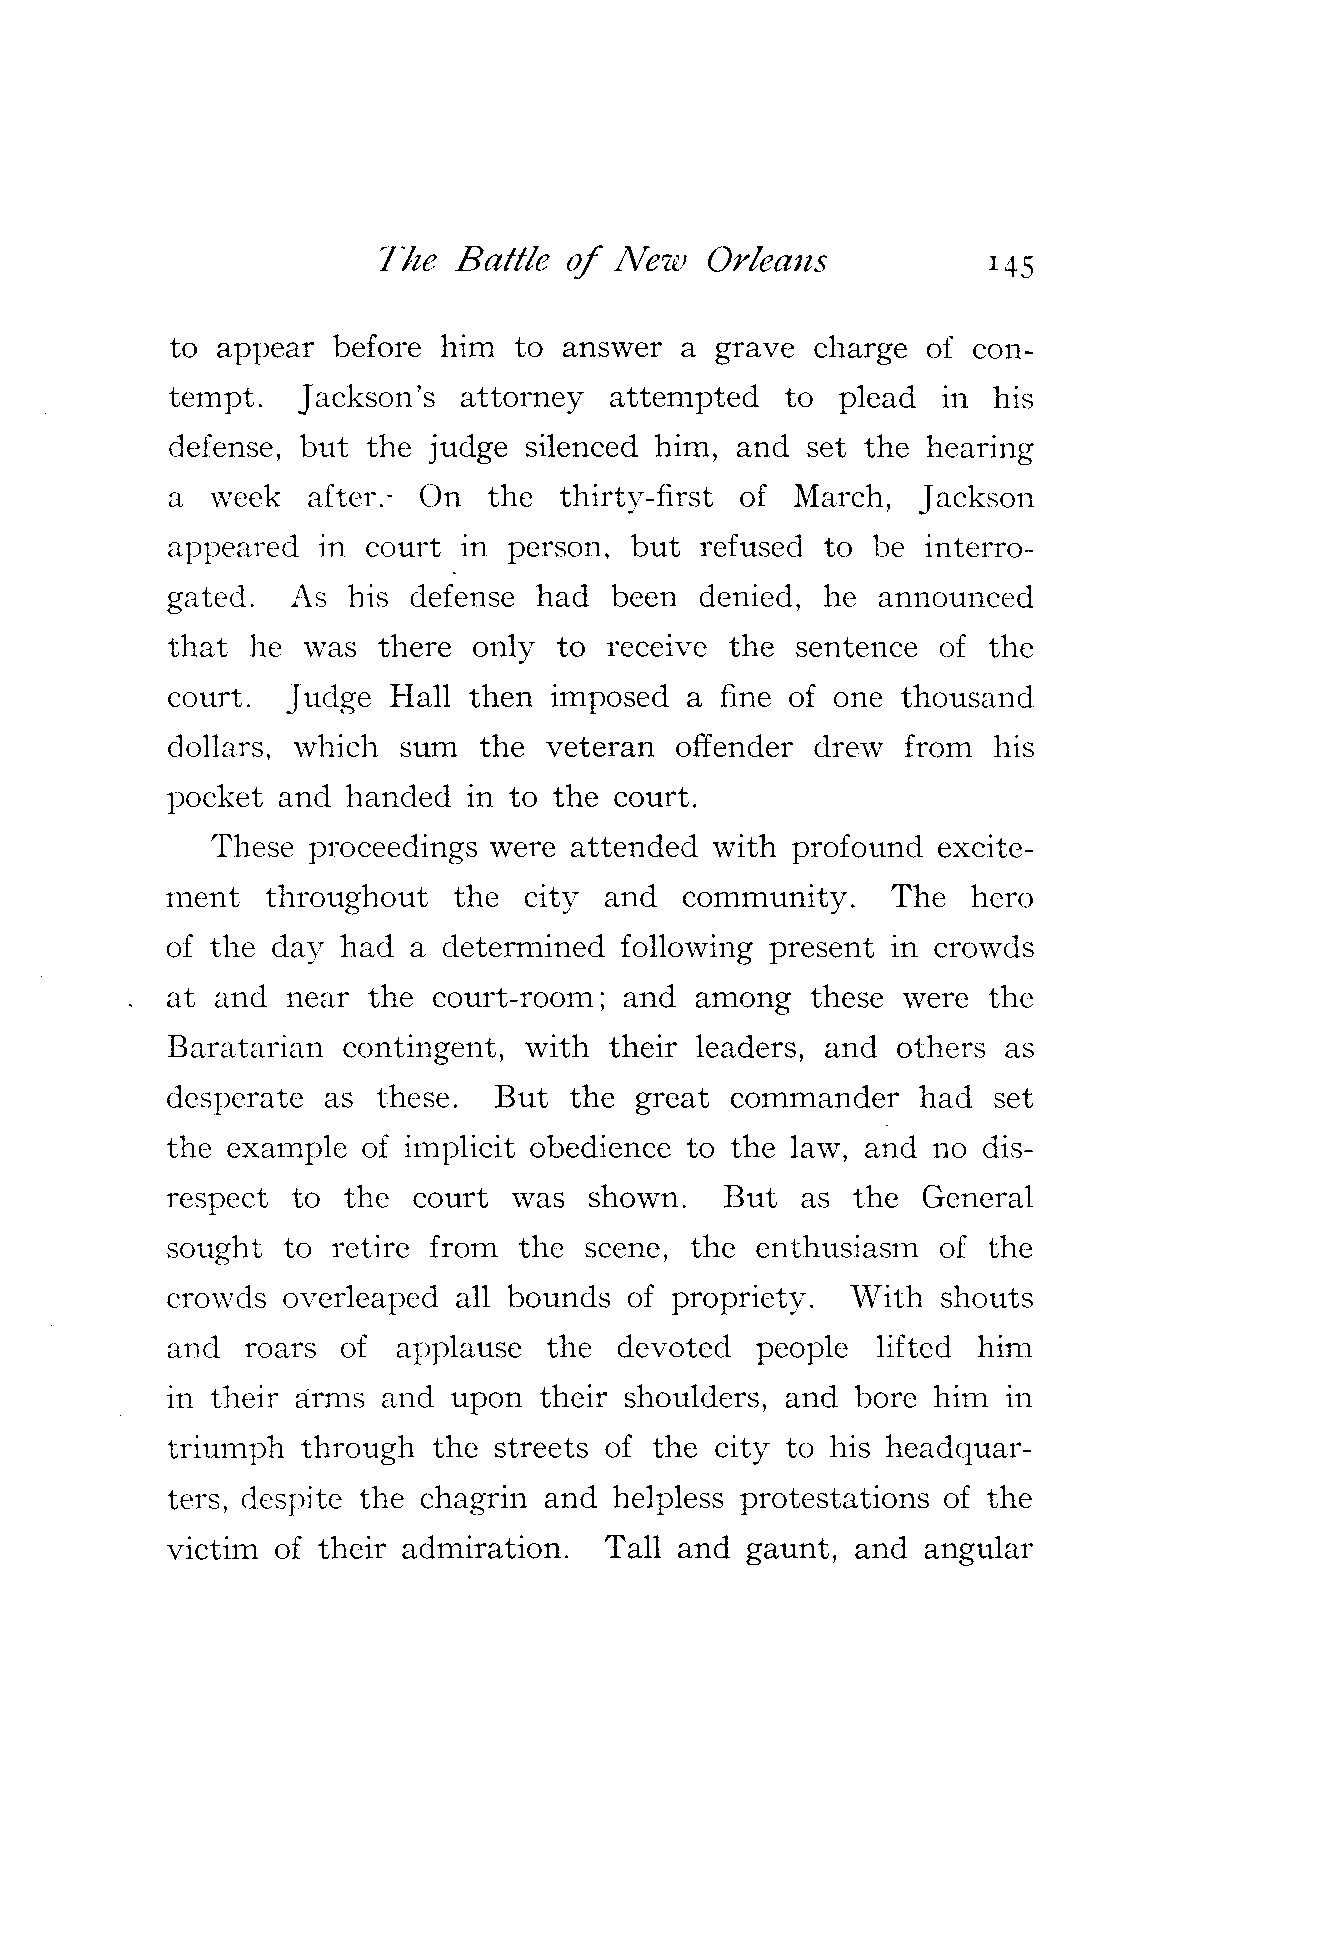 The Battle of New Orleans 145
to appear before him to answer a grave charge of con-
tempt. Jackson's attorney attempted to plead in his
defense, but the judge silenced him, and set the hearing
a week after. On the thirty-first of March, Jackson
appeared in court in person, but refused to be interro-
gated. As his defense had been denied, he announced
that he was there only to receive the sentence of the
court. Judge Hall then imposed a fine of one thousand
dollars, which sum the veteran offender drew from his
pocket and handed in to the court.
These proceedings were attended with profound excite-
ment throughout the city and community. The hero
of the day had a determined following present in crowds
at and near the court-room; and among these were the
Baratarian contingent, with their leaders, and others as
desperate as these. But the great commander had set
the example of implicit obedience to the law, and no dis-
respect to the court was shown. But as the General
sought to retire from the scene, the enthusiasm of the
crowds overleaped all bounds of propriety. With shouts
and roars of applause the devoted people lifted him
in their arms and upon their shoulders, and bore him in
triumph through the streets of the city to his headquar-
ters, despite the chagrin and helpless protestations of the
victim of their admiration. Tall and gaunt, and angular